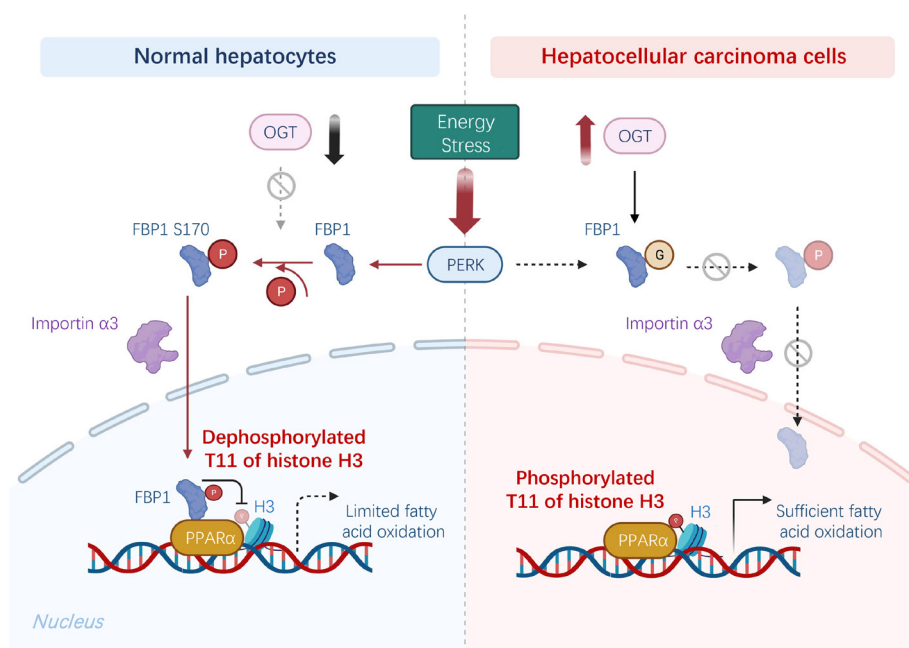 Normal hepatocytes
Hepatocellular carcinoma cells
OGT
Energy
Stress
OGT
FBP1 S170
P
FBP1
P
PERK
FBP1
G
P
Importin α3
Importin α3
Dephosphorylated
T11 of histone H3
FBP1
P
P
H3
PPARα
Limited fatty
acid oxidation
Phosphorylated
T11 of histone H3
P
H3
PPARα
Sufficient fatty
acid oxidation
Nucleus